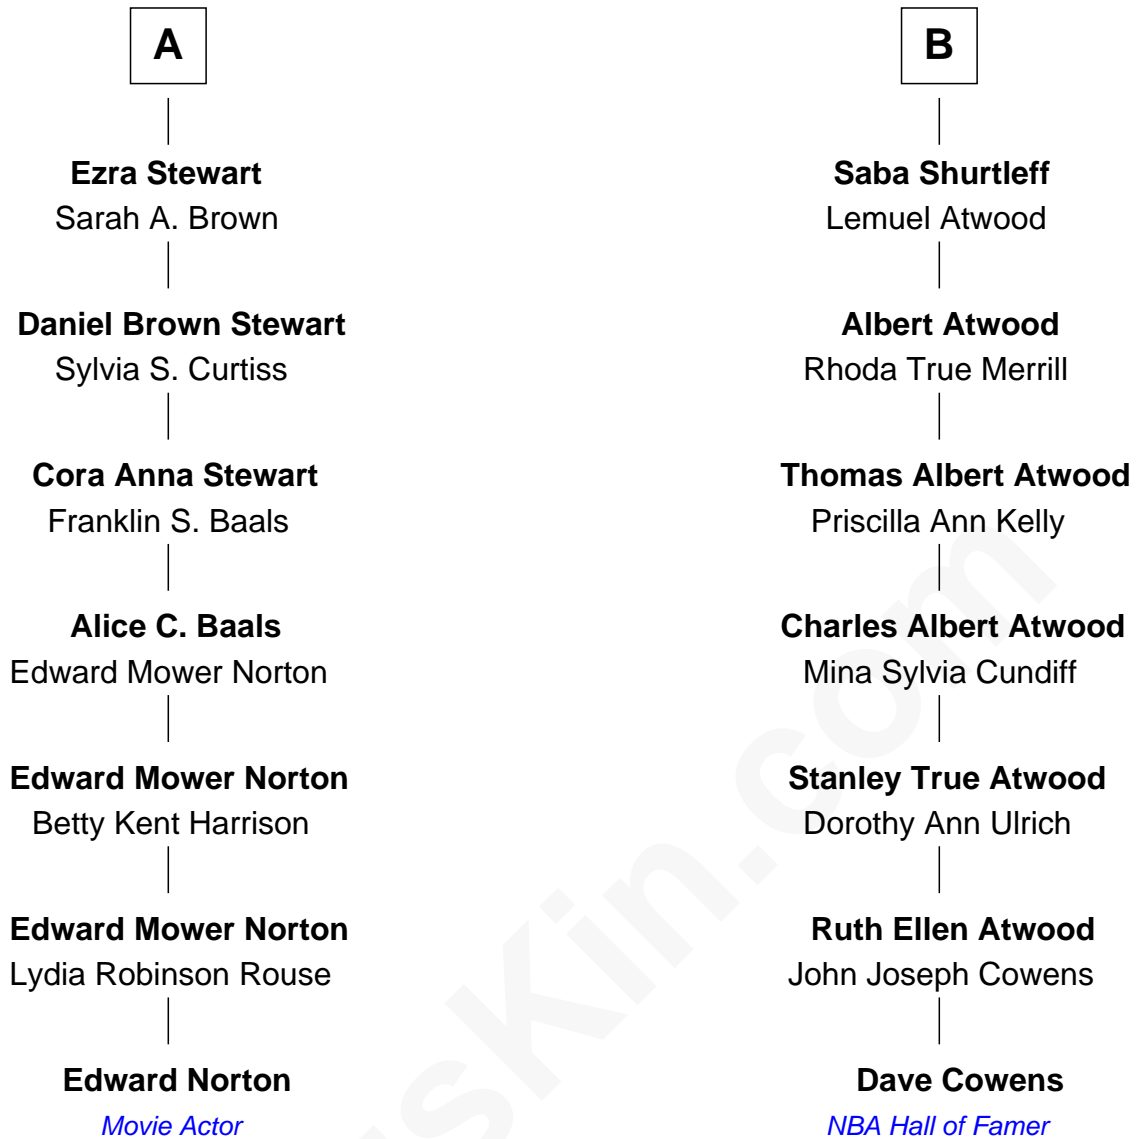 A
Ezra Stewart
Sarah A. Brown
Daniel Brown Stewart
Sylvia S. Curtiss
Cora Anna Stewart
Franklin S. Baals
Alice C. Baals
Edward Mower Norton
Edward Mower Norton
Betty Kent Harrison
Edward Mower Norton
Lydia Robinson Rouse
Edward Norton
Movie Actor
B
Saba Shurtleff
Lemuel Atwood
Albert Atwood
Rhoda True Merrill
Thomas Albert Atwood
Priscilla Ann Kelly
Charles Albert Atwood
Mina Sylvia Cundiff
Stanley True Atwood
Dorothy Ann Ulrich
Ruth Ellen Atwood
John Joseph Cowens
Dave Cowens
NBA Hall of Famer